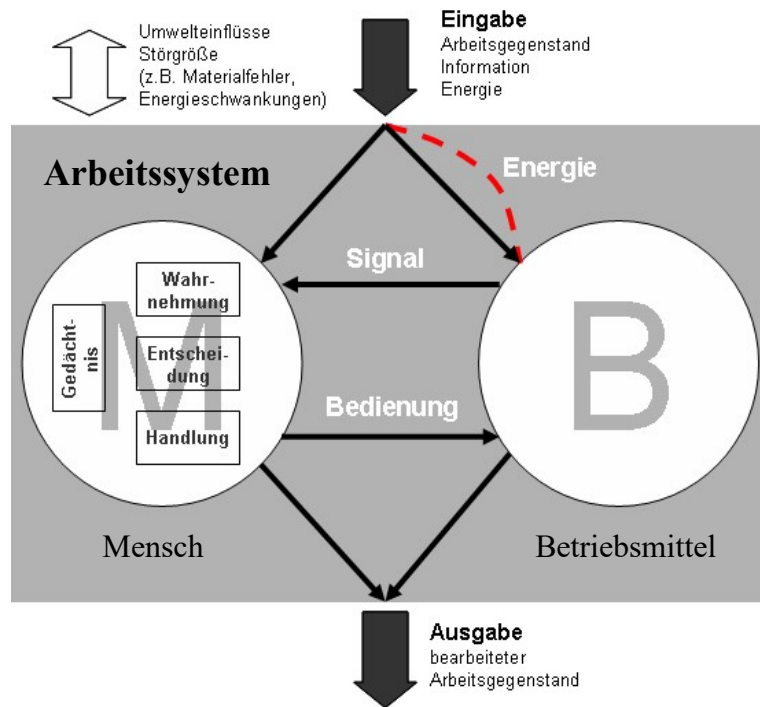 Umwelteinflüsse
Störgröße
(z.B. Materialfehler,
Energieschwankungen)
Eingabe
Arbeitsgegenstand
Information
Energie
Arbeitssystem
Energie
Signal
Wahr-
nehmung
Gedächt-
nis
M
Entschei-
dung
B
Bedienung
Handlung
Mensch
Betriebsmittel
Ausgabe
bearbeiteter
Arbeitsgegenstand